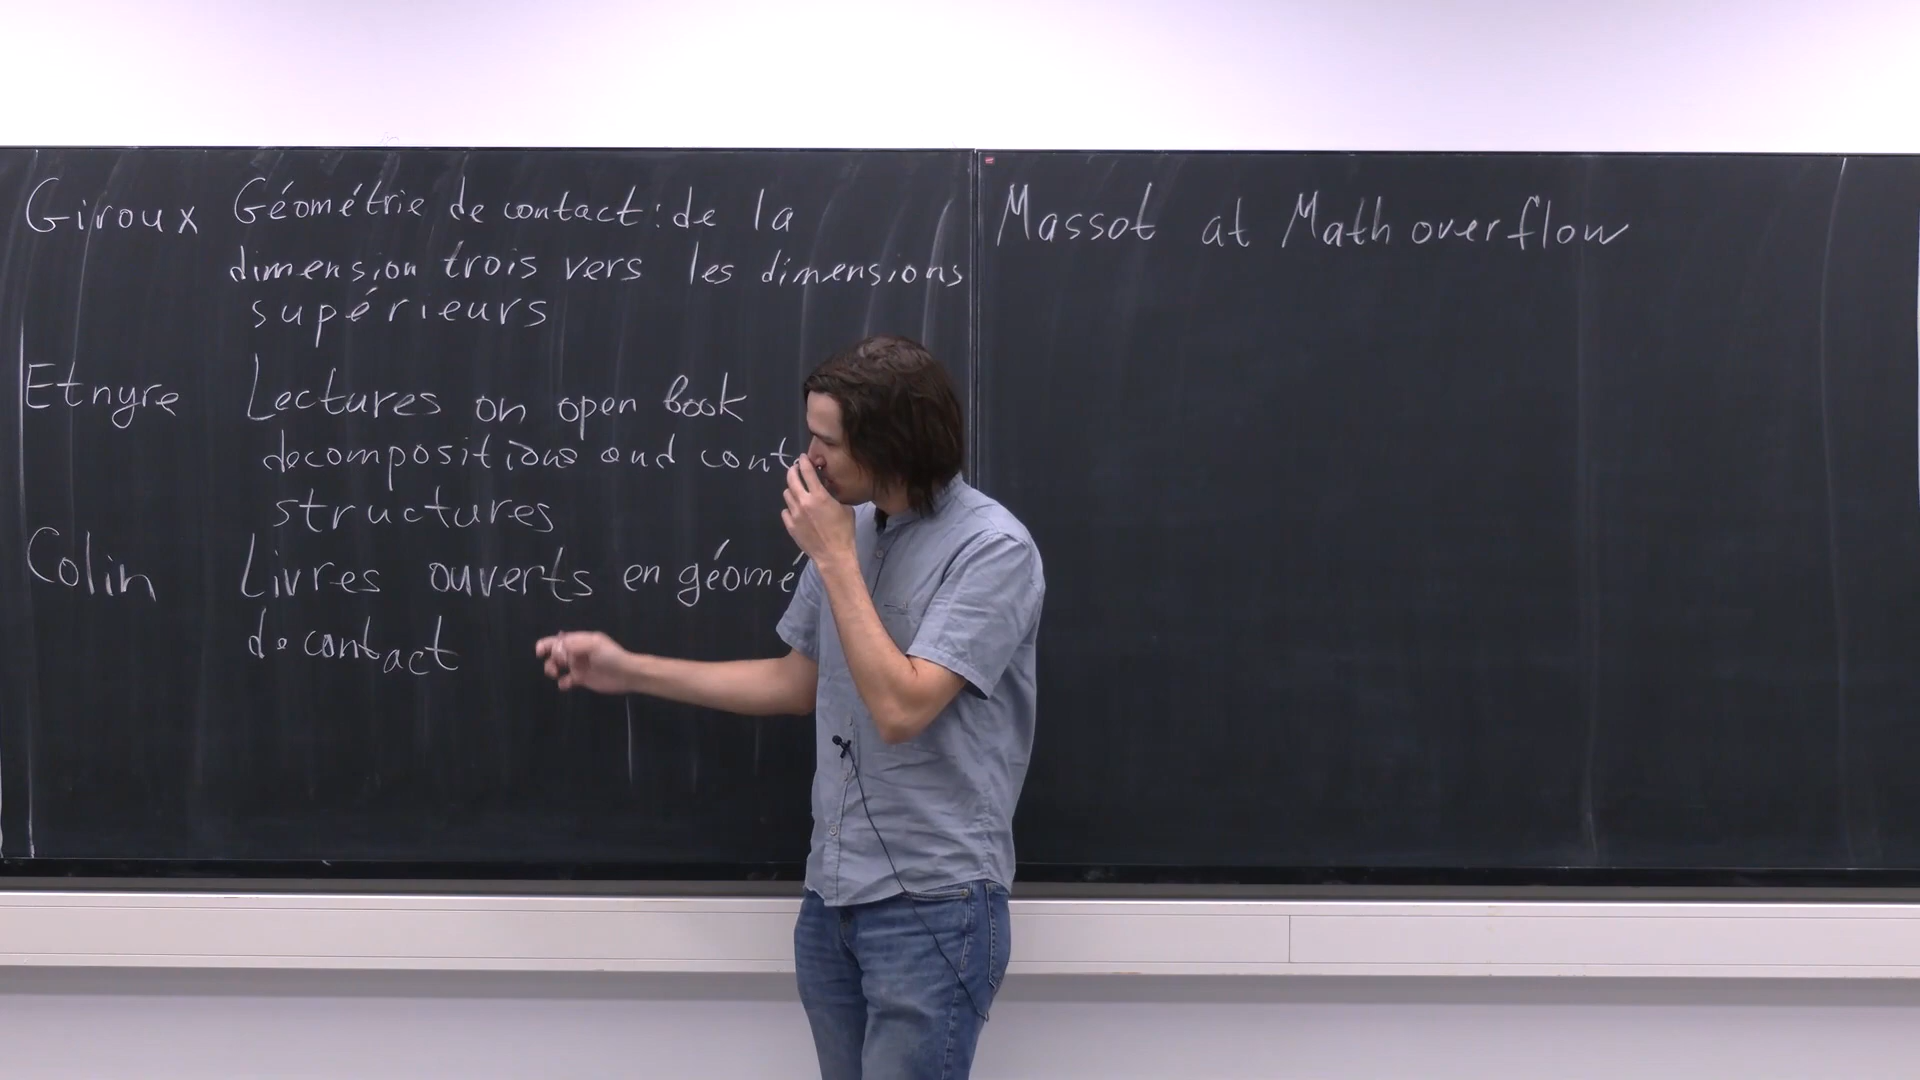 Giroux Géométrie de contact: de la
dimension trois vers les dimensions
supérieurs
Etnyre Lectures on open book
decompositions and cont
structures
Colin Livres ouverts en géomé
de contact
Massot at Math overflow